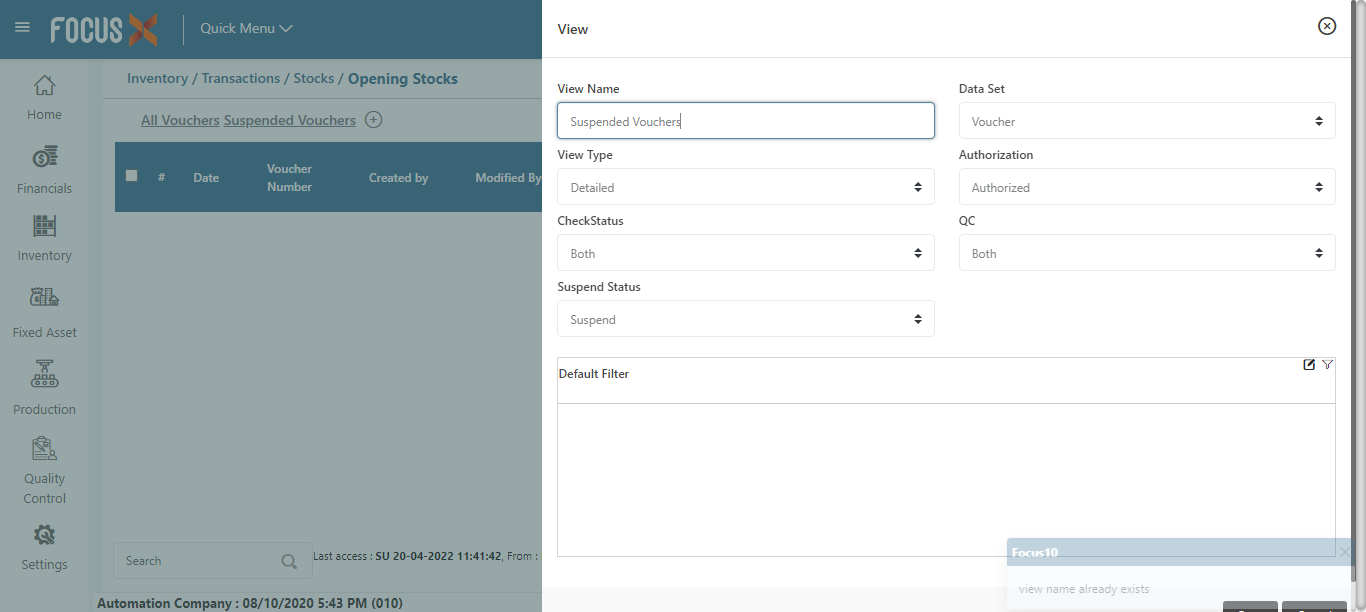 FOCUS X
Quick Menu
View
Inventory / Transactions / Stocks / Opening Stocks
All Vouchers Suspended Vouchers
# Date Voucher Number Created by Modified By
Home
Financials
Inventory
Fixed Asset
Production
Quality
Control
Settings
View Name
Data Set
Suspended Vouchers
Voucher
View Type
Authorization
Detailed
Authorized
CheckStatus
QC
Both
Both
Suspend Status
Suspend
Default Filter
Search
Last access : SU 20-04-2022 11:41:42, From :
Automation Company : 08/10/2020 5:43 PM (010)
Focus10
view name already exists